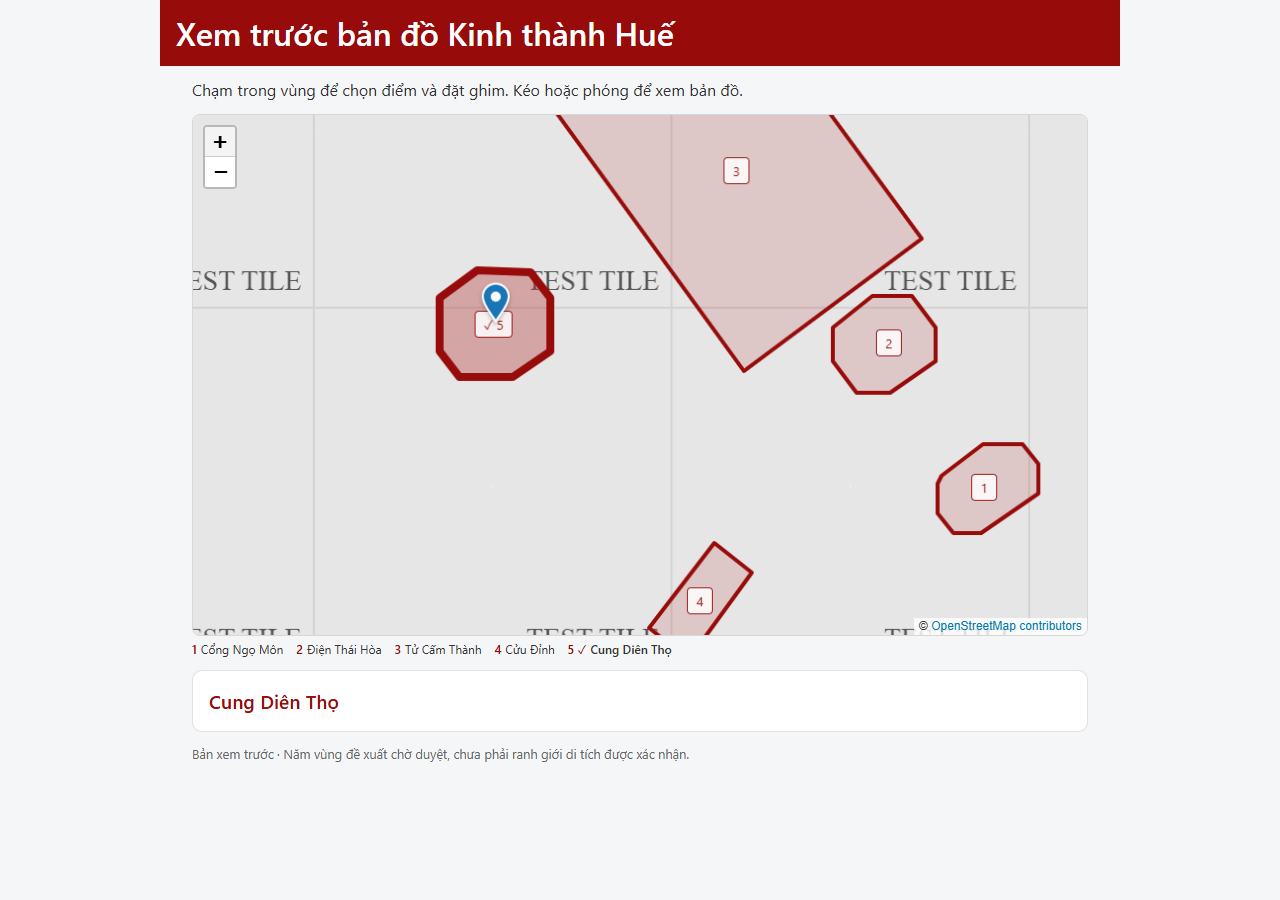 Xem trước bản đồ Kinh thành Huế
Chạm trong vùng để chọn điểm và đặt ghim. Kéo hoặc phóng để xem bản đồ.
+
−
3
EST TILE
TEST TILE
TEST TILE
✓ 5
2
1
4
EST TILE
TEST TILE
© OpenStreetMap contributors
1 Cổng Ngọ Môn 2 Điện Thái Hòa 3 Tử Cấm Thành 4 Cửu Đỉnh 5 ✓ Cung Diên Thọ
Cung Diên Thọ
Bản xem trước · Năm vùng đề xuất chờ duyệt, chưa phải ranh giới di tích được xác nhận.